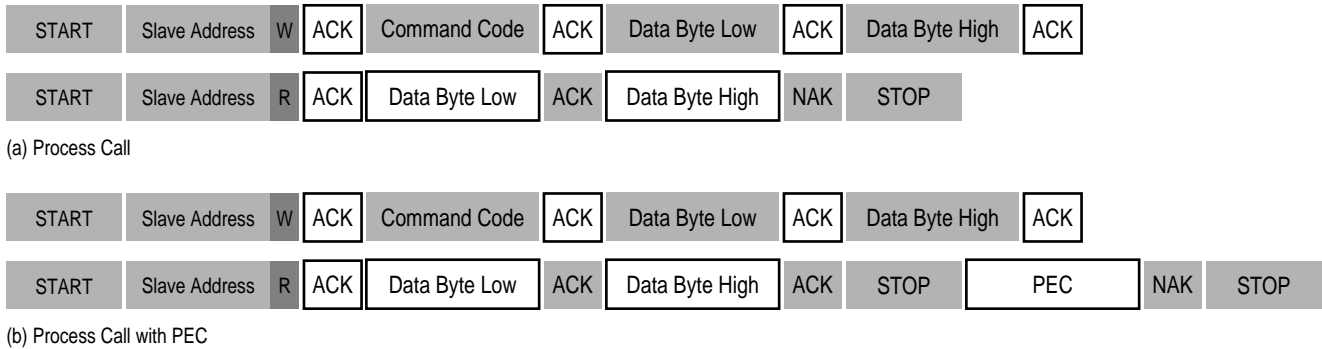 START Slave Address W ACK Command Code ACK Data Byte Low ACK Data Byte High ACK
START Slave Address R ACK Data Byte Low ACK Data Byte High NAK STOP
(a) Process Call
START Slave Address W ACK Command Code ACK Data Byte Low ACK Data Byte High ACK
START Slave Address R ACK Data Byte Low ACK Data Byte High ACK STOP PEC NAK STOP
(b) Process Call with PEC